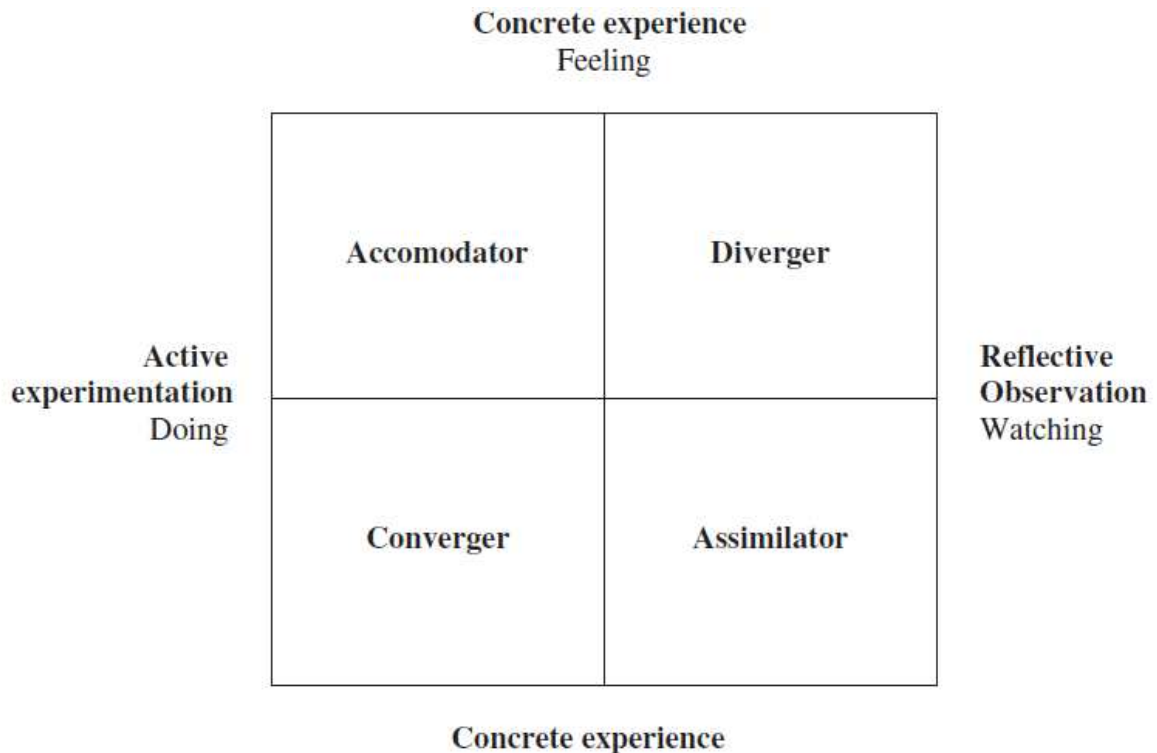 Concrete experience
Feeling
Accomodator
Diverger
Active
experimentation
Doing
Reflective
Observation
Watching
Converger
Assimilator
Concrete experience